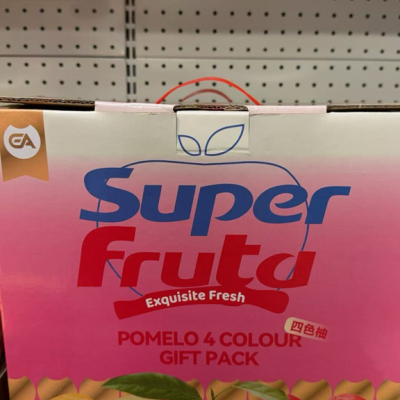 EA
Super
Fruta
Exquisite Fresh
POMELO 4 COLOUR
四色柚
GIFT PACK